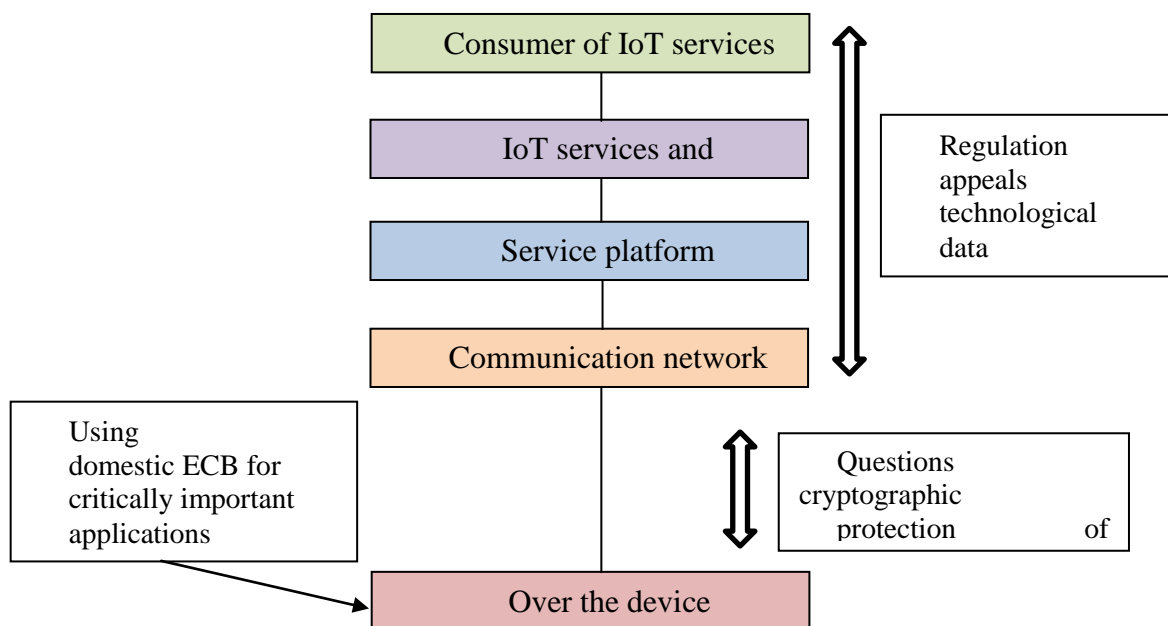 Consumer of IoT services
IoT services and
Regulation
appeals
technological
data
Service platform
Communication network
Using
domestic ECB for
critically important
applications
Questions
cryptographic
protection of
Over the device